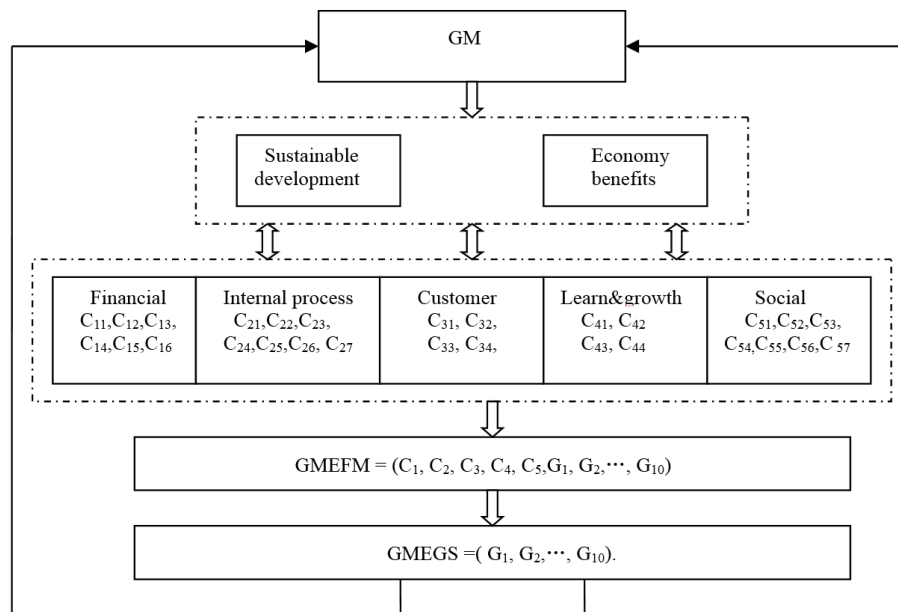 GM
Sustainable
development
Economy
benefits
Financial
C11,C12,C13,
C14,C15,C16
Internal process
C21,C22,C23,
C24,C25,C26, C27
Customer
C31, C32,
C33, C34,
Learn&growth
C41, C42
C43, C44
Social
C51,C52,C53,
C54,C55,C56,C 57
GMEFM = (C1, C2, C3, C4, C5,G1, G2,⋯, G10)
GMEGS =( G1, G2,⋯, G10).